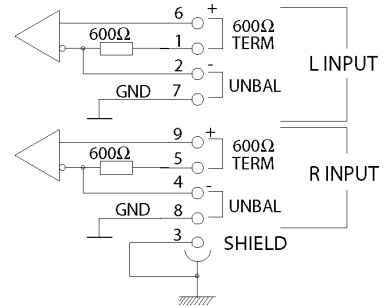 6 +
600Ω
600Ω 1 TERM
2 -
L INPUT
GND 7 UNBAL
9 +
600Ω
600Ω 5 TERM
R INPUT
4 -
GND 8 UNBAL
3 SHIELD